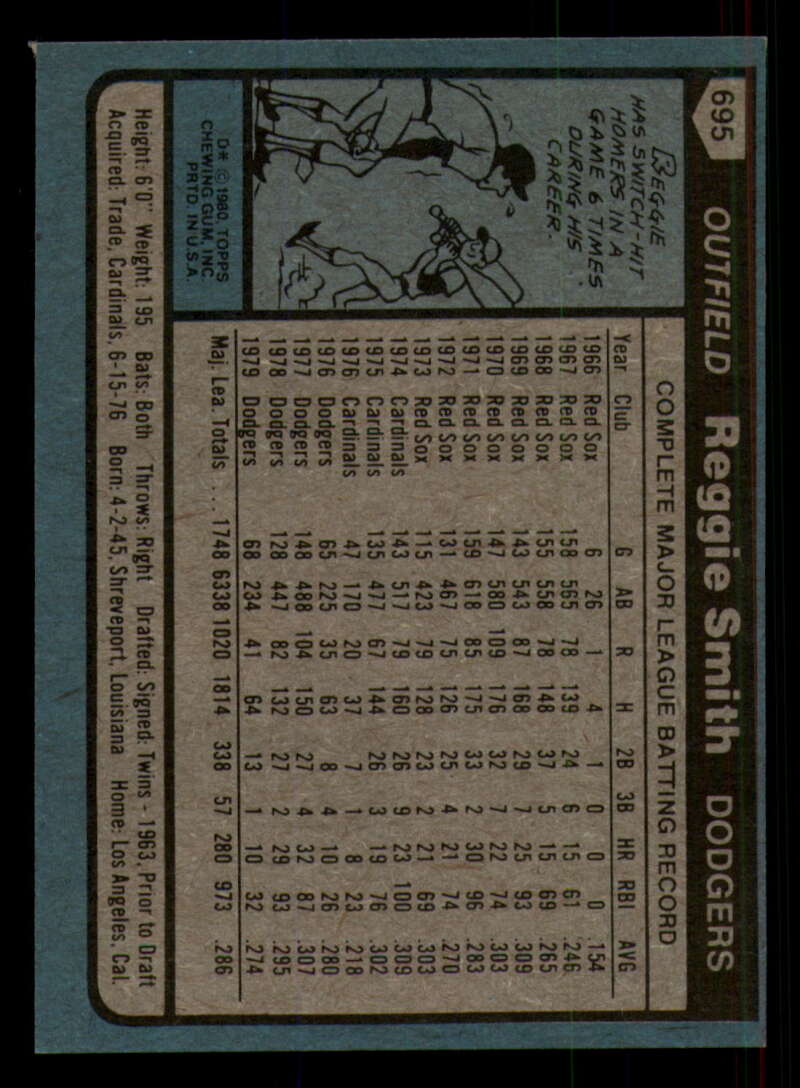 695 OUTFIELD Reggie Smith DODGERS
REGGIE
HAS SWITCH-HIT
HOMERS IN A
GAME 6 TIMES
DURING HIS
CAREER.
D* © 1980 TOPPS
CHEWING GUM, INC.
PRTD. IN U.S.A.
COMPLETE MAJOR LEAGUE BATTING RECORD
Year Club G AB R H 2B 3B HR RBI AVG
1966 Red Sox 6 26 1 4 1 0 0 0 .154
1967 Red Sox 158 565 78 139 24 6 15 61 .246
1968 Red Sox 155 558 78 148 37 5 15 69 .265
1969 Red Sox 143 543 87 168 29 7 25 93 .309
1970 Red Sox 147 580 109 176 32 7 22 74 .303
1971 Red Sox 159 618 85 175 33 2 30 96 .283
1972 Red Sox 131 467 75 126 25 4 21 74 .270
1973 Red Sox 115 423 79 128 23 2 21 69 .303
1974 Cardinals 143 517 79 160 26 9 23 100 .309
1975 Cardinals 135 477 67 144 26 3 19 76 .302
1976 Cardinals 47 170 20 37 7 1 8 23 .218
1976 Dodgers 65 225 35 63 8 4 10 26 .280
1977 Dodgers 148 488 104 150 27 4 32 87 .307
1978 Dodgers 128 447 82 132 27 2 29 93 .295
1979 Dodgers 68 234 41 64 13 1 10 32 .274
Maj. Lea. Totals ... 1748 6338 1020 1814 338 57 280 973 .286
Height: 6'0" Weight: 195 Bats: Both Throws: Right Drafted: Signed: Twins - 1963, Prior to Draft
Acquired: Trade, Cardinals, 6-15-76 Born: 4-2-45, Shreveport, Louisiana Home: Los Angeles, Cal.